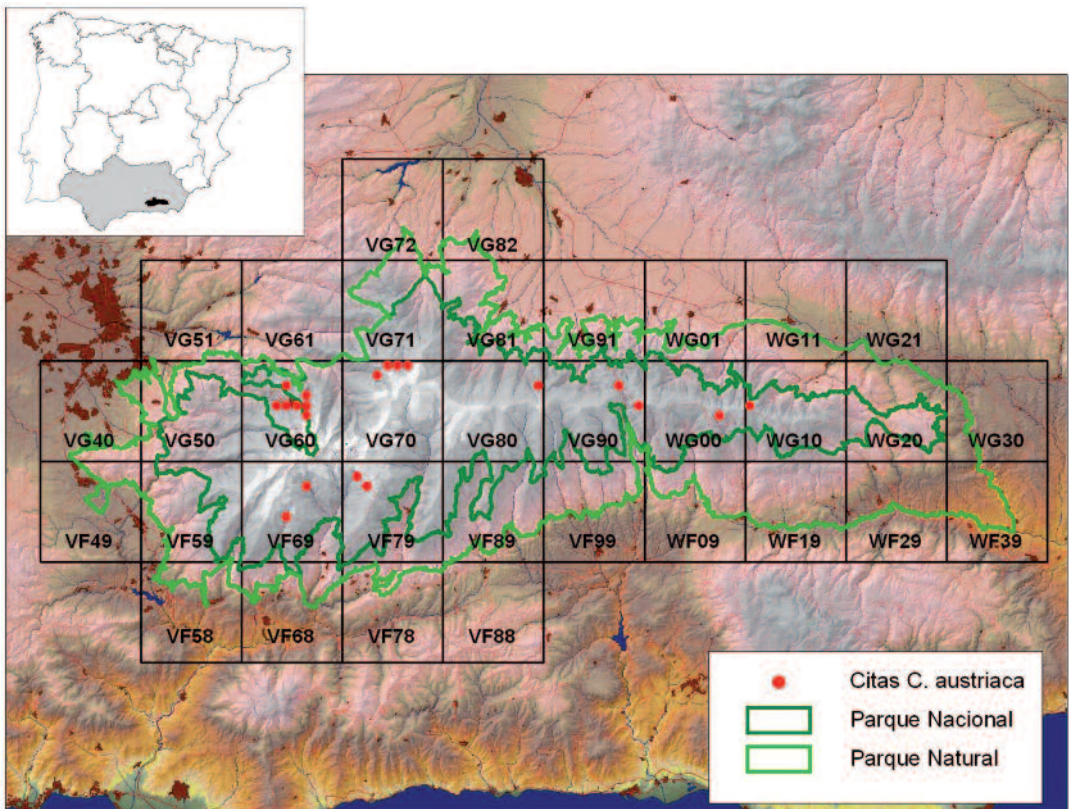 VG72 VG82
VG51 VG61 VG71 VG81 VG91 WG01 WG11 WG21
VG40 VG50 VG60 VG70 VG80 VG90 WG00 WG10 WG20 WG30
VF49 VF59 VF69 VF79 VF89 VF99 WF09 WF19 WF29 WF39
VF58 VF68 VF78 VF88
Citas C. austriaca
Parque Nacional
Parque Natural